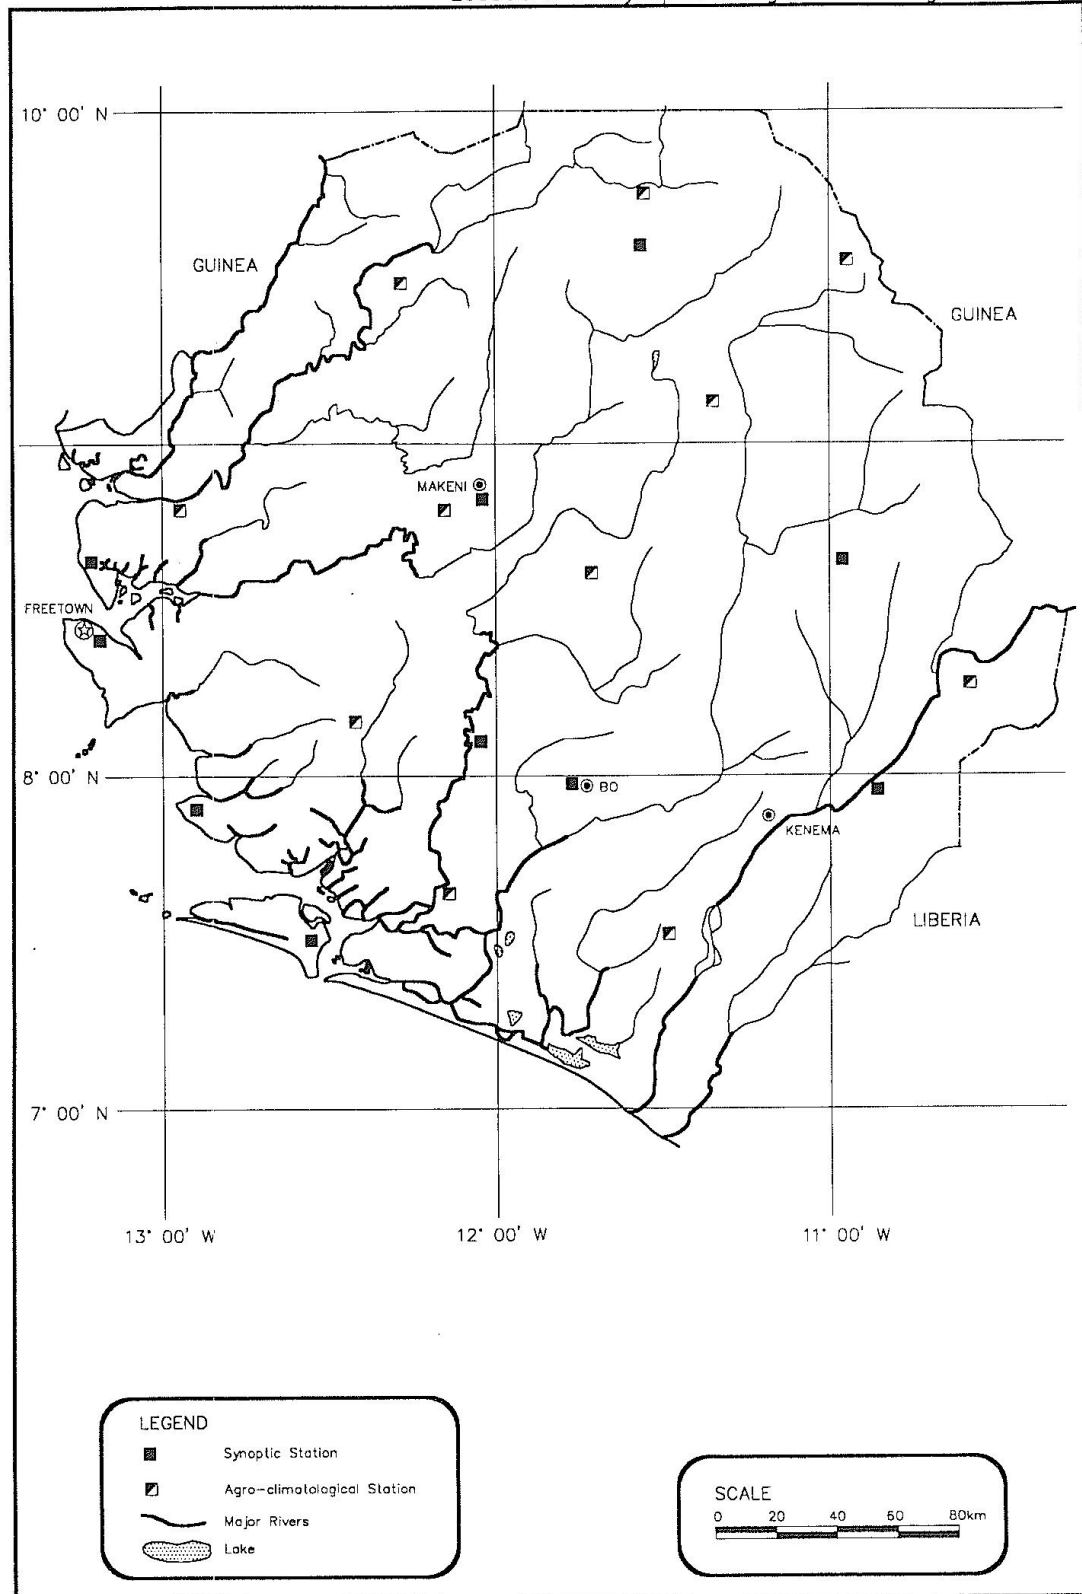 10° 00' N
GUINEA
GUINEA
MAKENI
FREETOWN
8° 00' N
BO
KENEMA
LIBERIA
7° 00' N
13° 00' W
12° 00' W
11° 00' W
LEGEND
Synoptic Station
Agro-climatological Station
Major Rivers
Lake
SCALE
0 20 40 60 80km